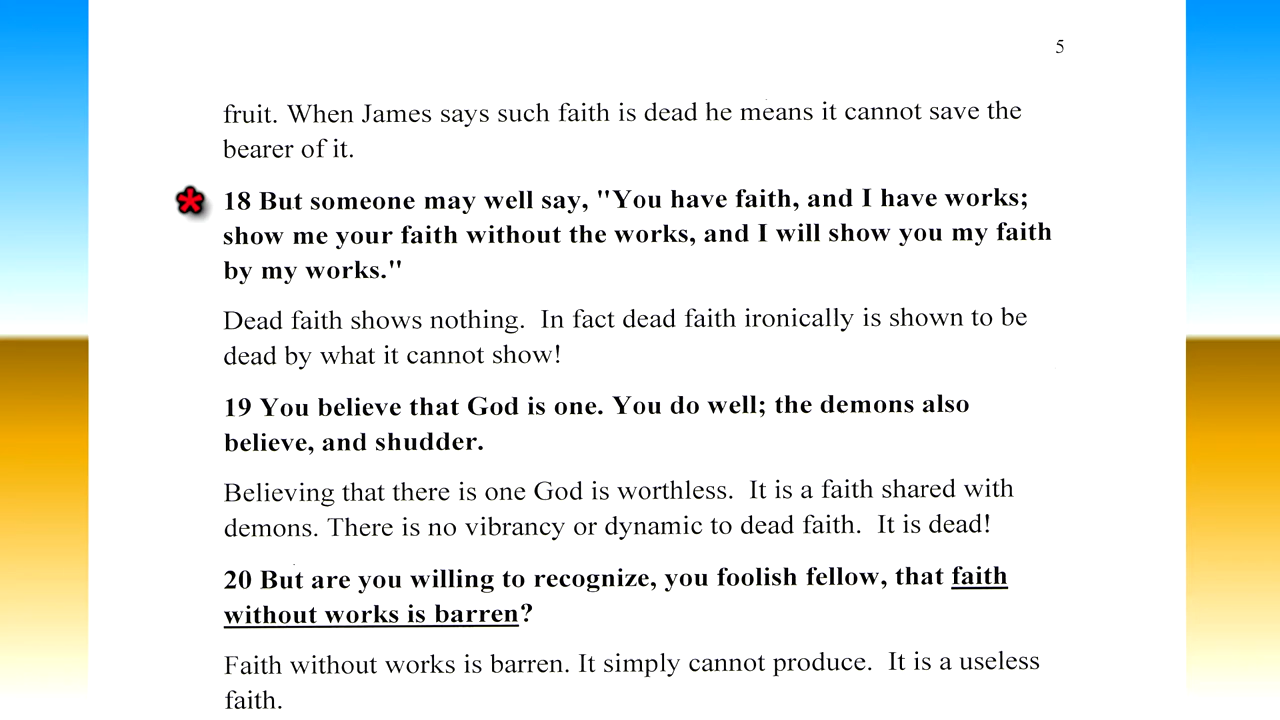 5
fruit. When James says such faith is dead he means it cannot save the
bearer of it.
18 But someone may well say, "You have faith, and I have works;
show me your faith without the works, and I will show you my faith
by my works."
Dead faith shows nothing.  In fact dead faith ironically is shown to be
dead by what it cannot show!
19 You believe that God is one. You do well; the demons also
believe, and shudder.
Believing that there is one God is worthless.  It is a faith shared with
demons. There is no vibrancy or dynamic to dead faith.  It is dead!
20 But are you willing to recognize, you foolish fellow, that faith
without works is barren?
Faith without works is barren. It simply cannot produce.  It is a useless
faith.